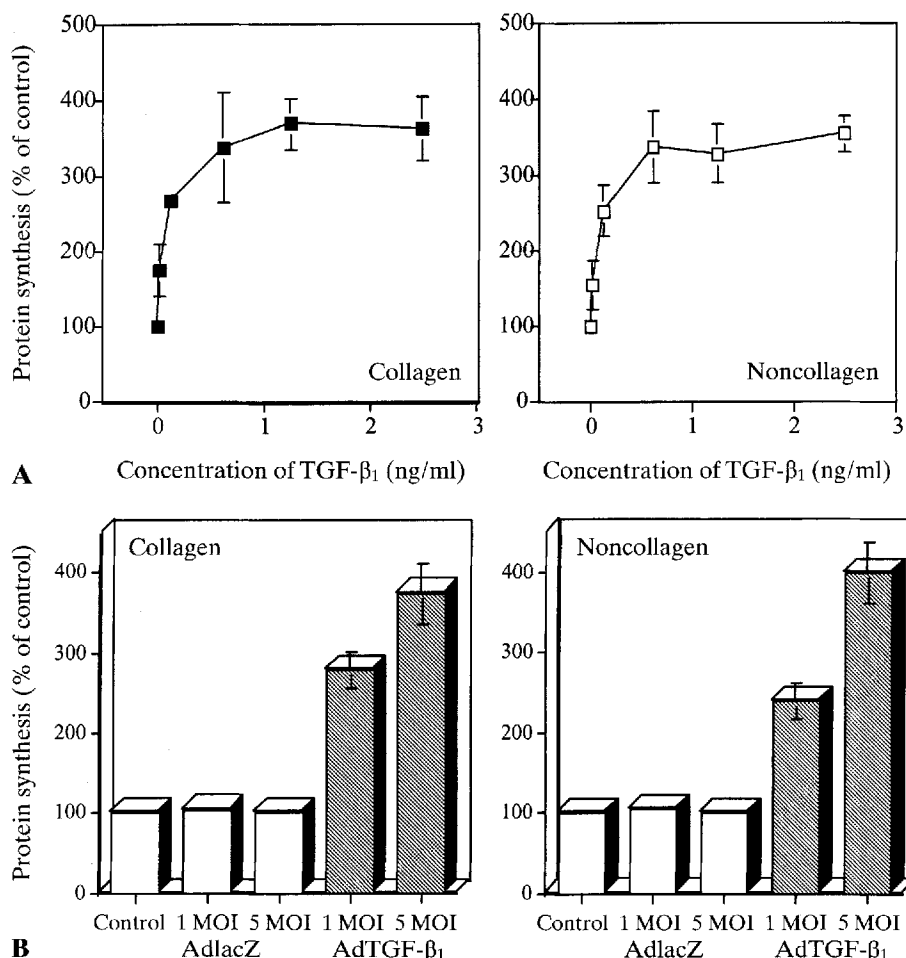 500
400
300
200
100
0
Protein synthesis (% of control)
Collagen
0 1 2 3
Concentration of TGF-β₁ (ng/ml)
500
400
300
200
100
0
Noncollagen
0 1 2 3
Concentration of TGF-β₁ (ng/ml)
A
Collagen
400
300
200
100
0
Protein synthesis (% of control)
Control 1 MOI 5 MOI 1 MOI 5 MOI
AdlacZ AdTGF-β₁
Noncollagen
400
300
200
100
0
Control 1 MOI 5 MOI 1 MOI 5 MOI
AdlacZ AdTGF-β₁
B